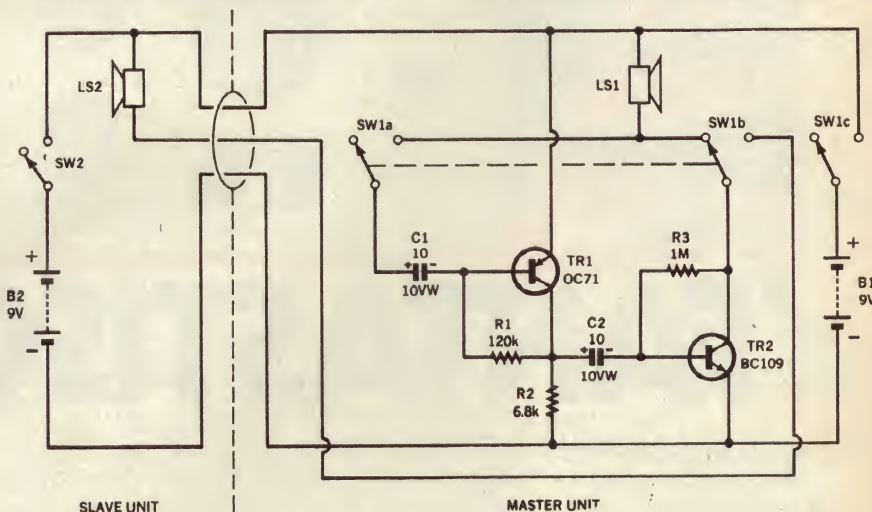 LS2
LS1
SW1a
SW1b
SW1c
SW2
C1
10
10VW
TR1
OC71
R3
1M
+
B2
9V
−
+
B1
9V
−
R1
120k
C2
10
10VW
TR2
BC109
R2
6.8k
SLAVE UNIT
MASTER UNIT